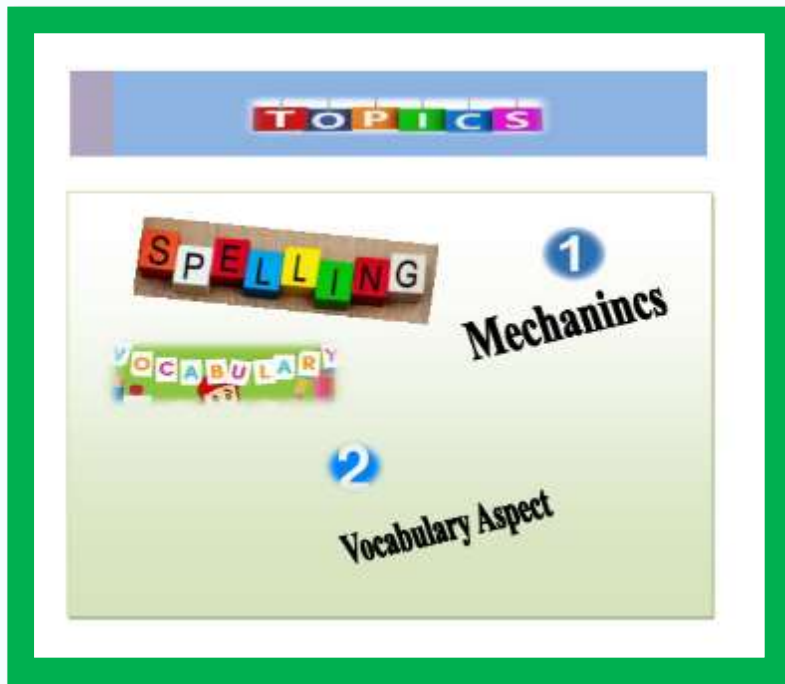 TOPICS
SPELLING
1
Mechanincs
VOCABULARY
2
Vocabulary Aspect